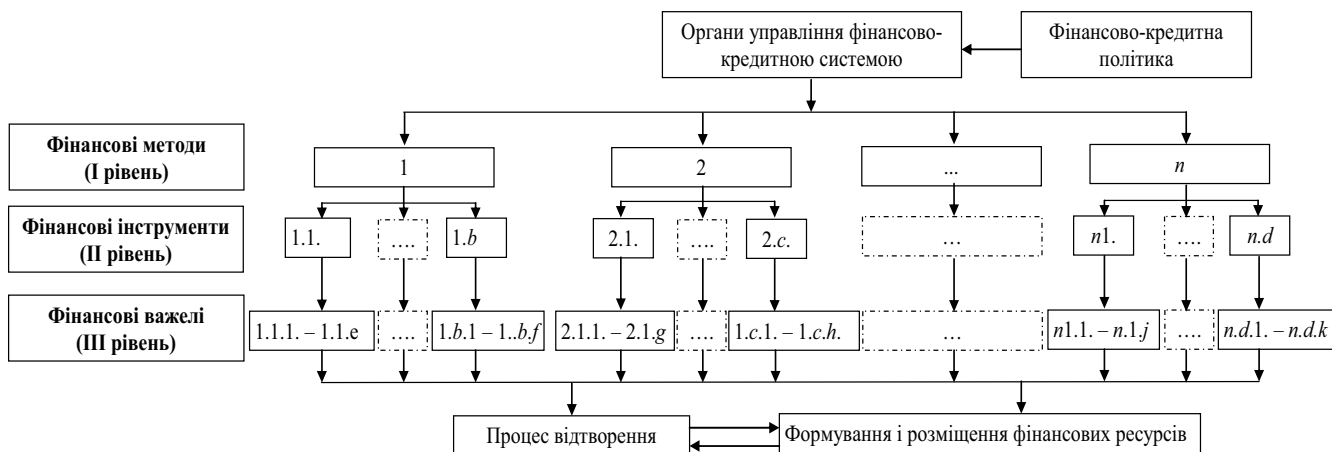 Органи управління фінансово-
кредитною системою
Фінансово-кредитна
політика
Фінансові методи
(I рівень)
1
2
...
n
Фінансові інструменти
(II рівень)
1.1.
....
1.b
2.1.
....
2.c.
...
n1.
....
n.d
Фінансові важелі
(III рівень)
1.1.1. – 1.1.e
....
1.b.1 – 1..b.f
2.1.1. – 2.1.g
....
1.c.1. – 1.c.h.
...
n1.1. – n.1.j
....
n.d.1. – n.d.k
Процес відтворення
Формування і розміщення фінансових ресурсів